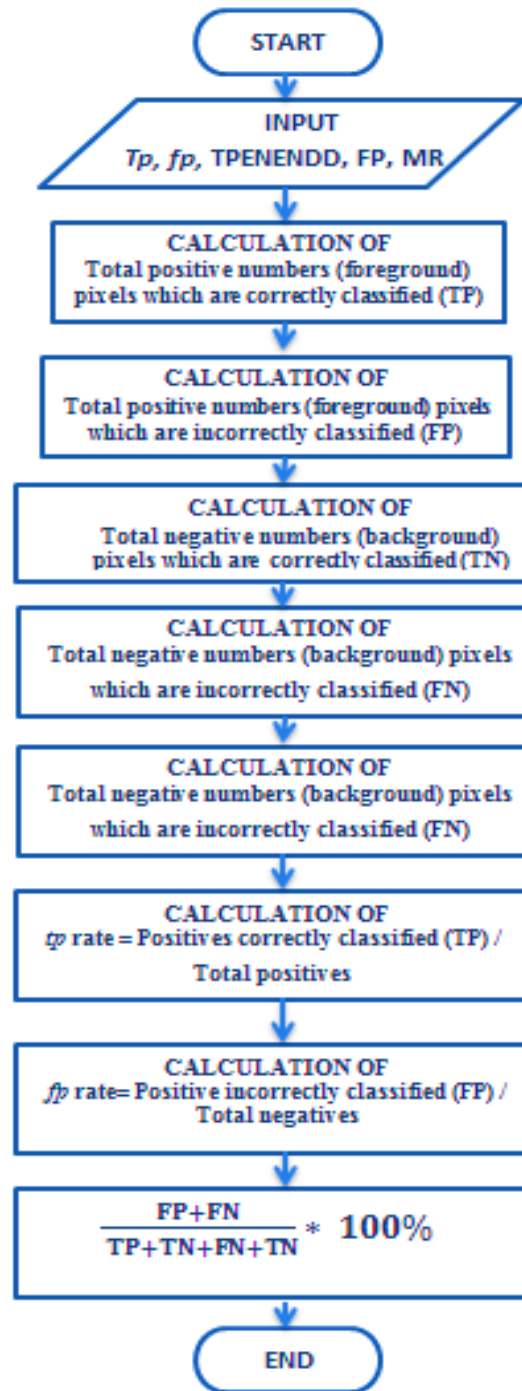 START
INPUT
Tp, fp, TPENENDD, FP, MR
CALCULATION OF
Total positive numbers (foreground)
pixels which are correctly classified (TP)
CALCULATION OF
Total positive numbers (foreground) pixels
which are incorrectly classified (FP)
CALCULATION OF
Total negative numbers (background)
pixels which are correctly classified (TN)
CALCULATION OF
Total negative numbers (background) pixels
which are incorrectly classified (FN)
CALCULATION OF
Total negative numbers (background) pixels
which are incorrectly classified (FN)
CALCULATION OF
tp rate = Positives correctly classified (TP) /
Total positives
CALCULATION OF
fp rate= Positive incorrectly classified (FP) /
Total negatives
FP+FN
TP+TN+FN+TN * 100%
END